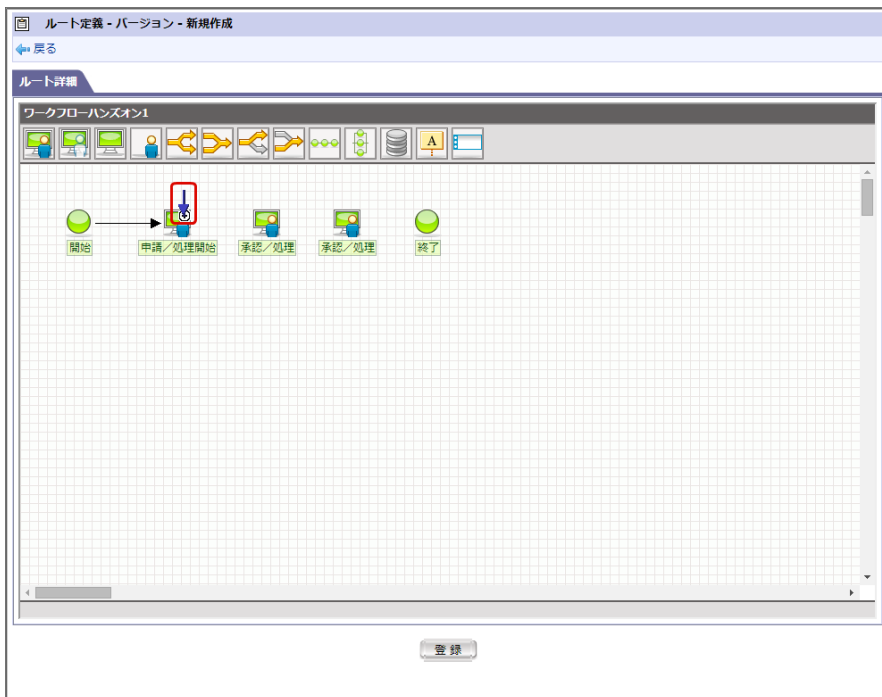 ルート定義 - バージョン - 新規作成
戻る
ルート詳細
ワークフローハンズオン1
A
開始 申請／処理開始 承認／処理 承認／処理 終了
登録